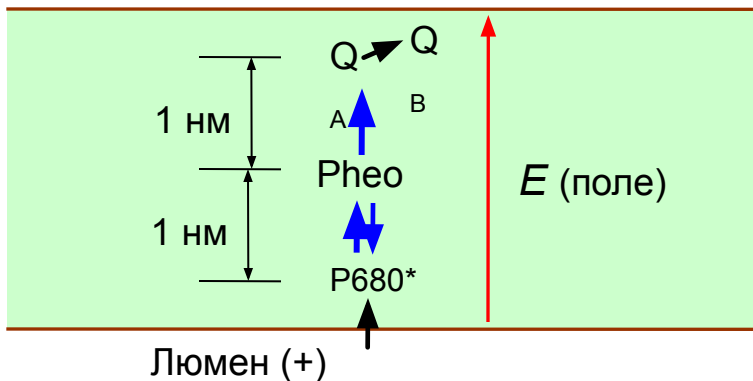 Q Q
A B
1 нм
Pheo
E (поле)
1 нм
P680*
Люмен (+)